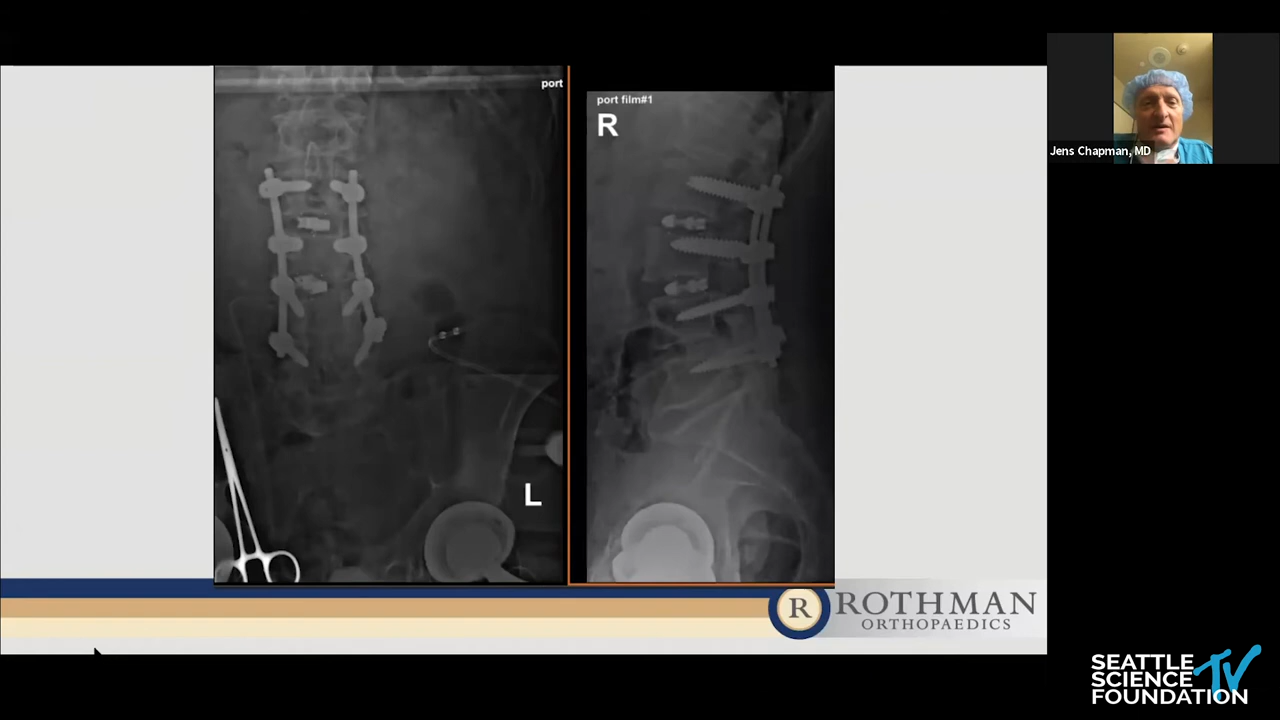 port
port film#1
R
L
Jens Chapman, MD
R
ROTHMAN
ORTHOPAEDICS
SEATTLE
SCIENCE
FOUNDATION
TV